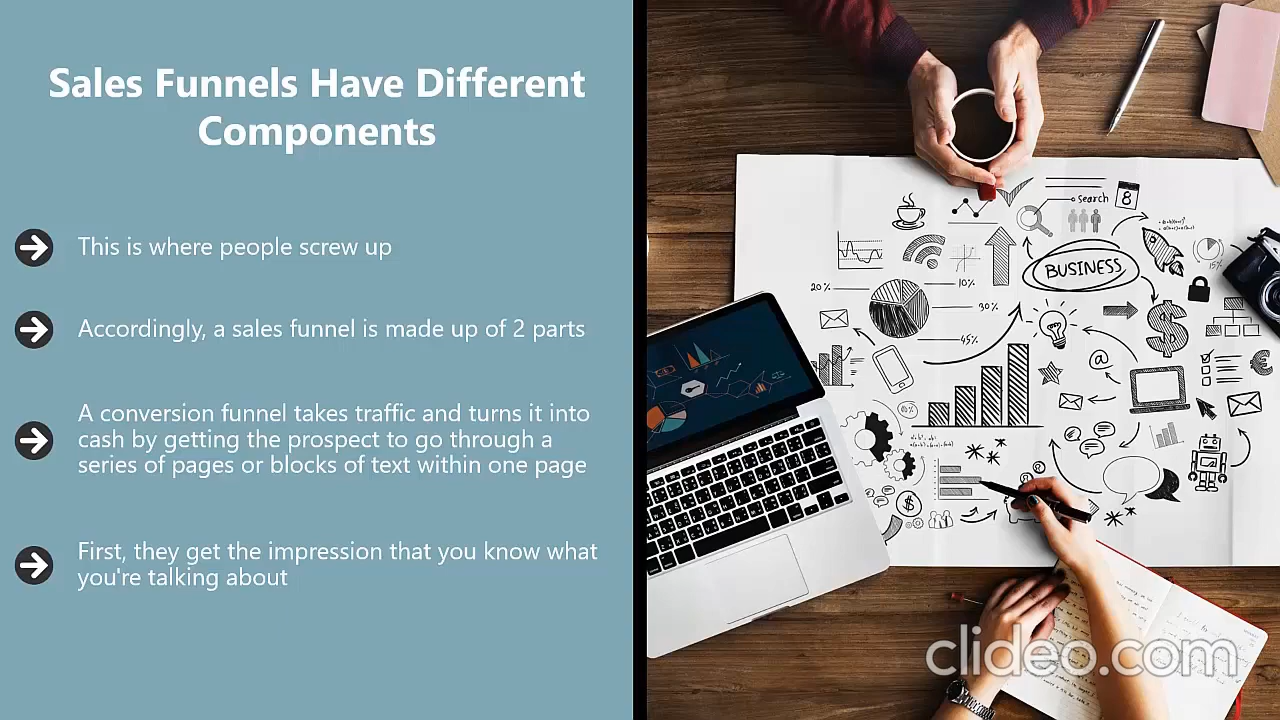 Sales Funnels Have Different
Components
This is where people screw up
Accordingly, a sales funnel is made up of 2 parts
A conversion funnel takes traffic and turns it into
cash by getting the prospect to go through a
series of pages or blocks of text within one page
First, they get the impression that you know what
you're talking about
search
8
BUSINESS
15%
20%
10%
30%
45%
@
$
€
$
clideo.com